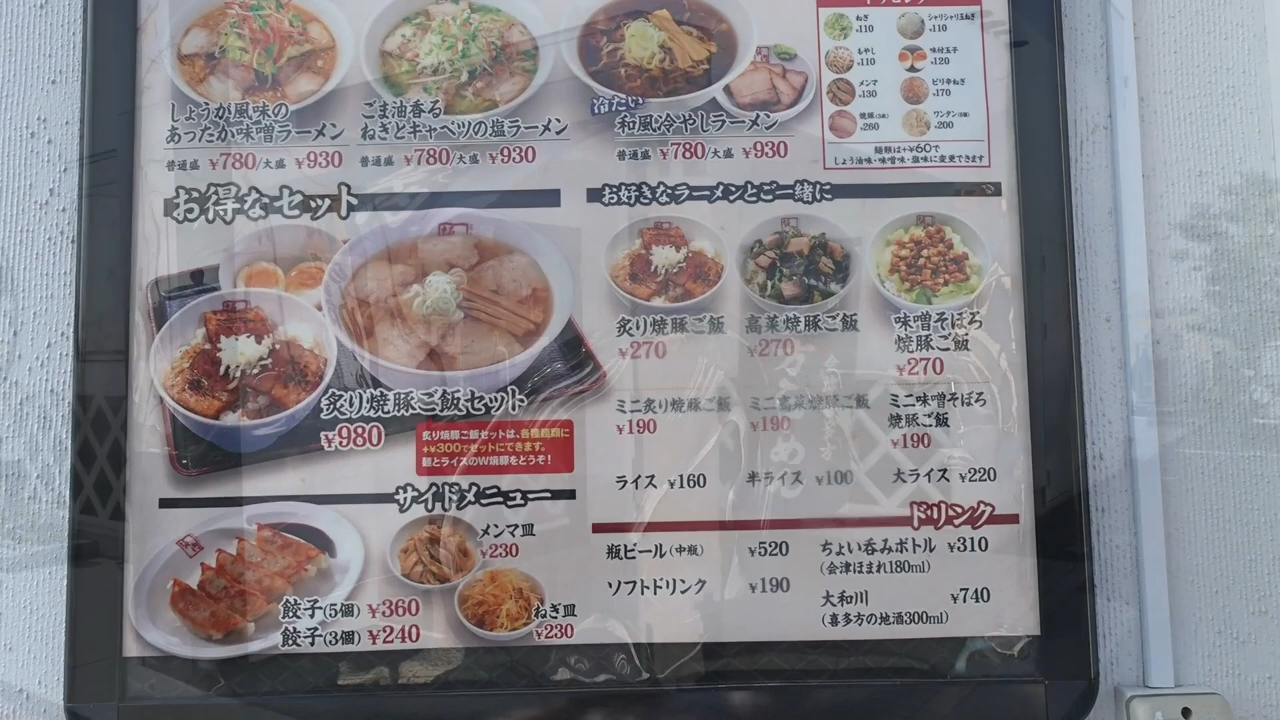 しょうが風味の
あったか味噌ラーメン
普通盛 ¥780/大盛 ¥930
ごま油香る
ねぎとキャベツの塩ラーメン
普通盛 ¥780/大盛 ¥930
冷たい
和風冷やしラーメン
普通盛 ¥780/大盛 ¥930
ねぎ
¥110
シャリシャリ玉ねぎ
¥110
もやし
¥110
味付玉子
¥120
メンマ
¥130
ピリ辛ねぎ
¥170
焼豚(3枚)
¥260
ワンタン(5個)
¥200
麺類は+¥60で
しょう油味・味噌味・塩味に変更できます
お得なセット
炙り焼豚ご飯セット
¥980
炙り焼豚ご飯セットは、各種麺類に
+¥300でセットにできます。
麺とライスのW焼豚をどうぞ!
お好きなラーメンとご一緒に
炙り焼豚ご飯
¥270
高菜焼豚ご飯
¥270
味噌そぼろ
焼豚ご飯
¥270
ミニ炙り焼豚ご飯
¥190
ミニ高菜焼豚ご飯
¥190
ミニ味噌そぼろ
焼豚ご飯
¥190
ライス ¥160
半ライス ¥100
大ライス ¥220
サイドメニュー
餃子(5個) ¥360
餃子(3個) ¥240
メンマ皿
¥230
ねぎ皿
¥230
ドリンク
瓶ビール(中瓶) ¥520
ソフトドリンク ¥190
ちょい呑みボトル ¥310
(会津ほまれ180ml)
大和川 ¥740
(喜多方の地酒300ml)